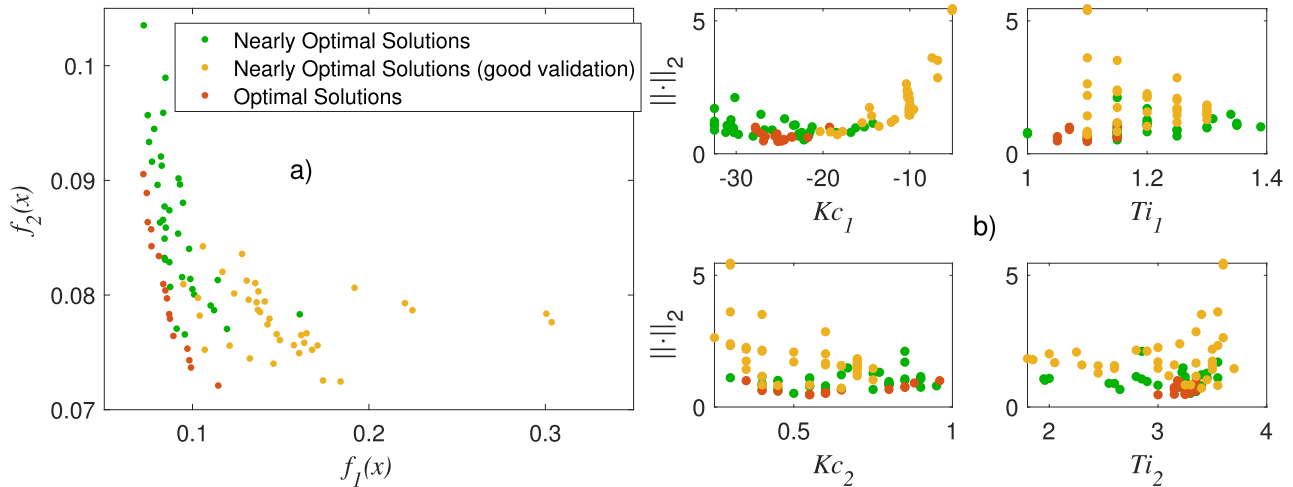 0.1
0.09
0.08
0.07
f2(x)
0.1
0.2
0.3
f1(x)
Nearly Optimal Solutions
Nearly Optimal Solutions (good validation)
Optimal Solutions
a)
5
0
||·||2
-30
-20
-10
Kc1
5
0
1
1.2
1.4
Ti1
b)
5
0
||·||2
0.5
1
Kc2
5
0
2
3
4
Ti2